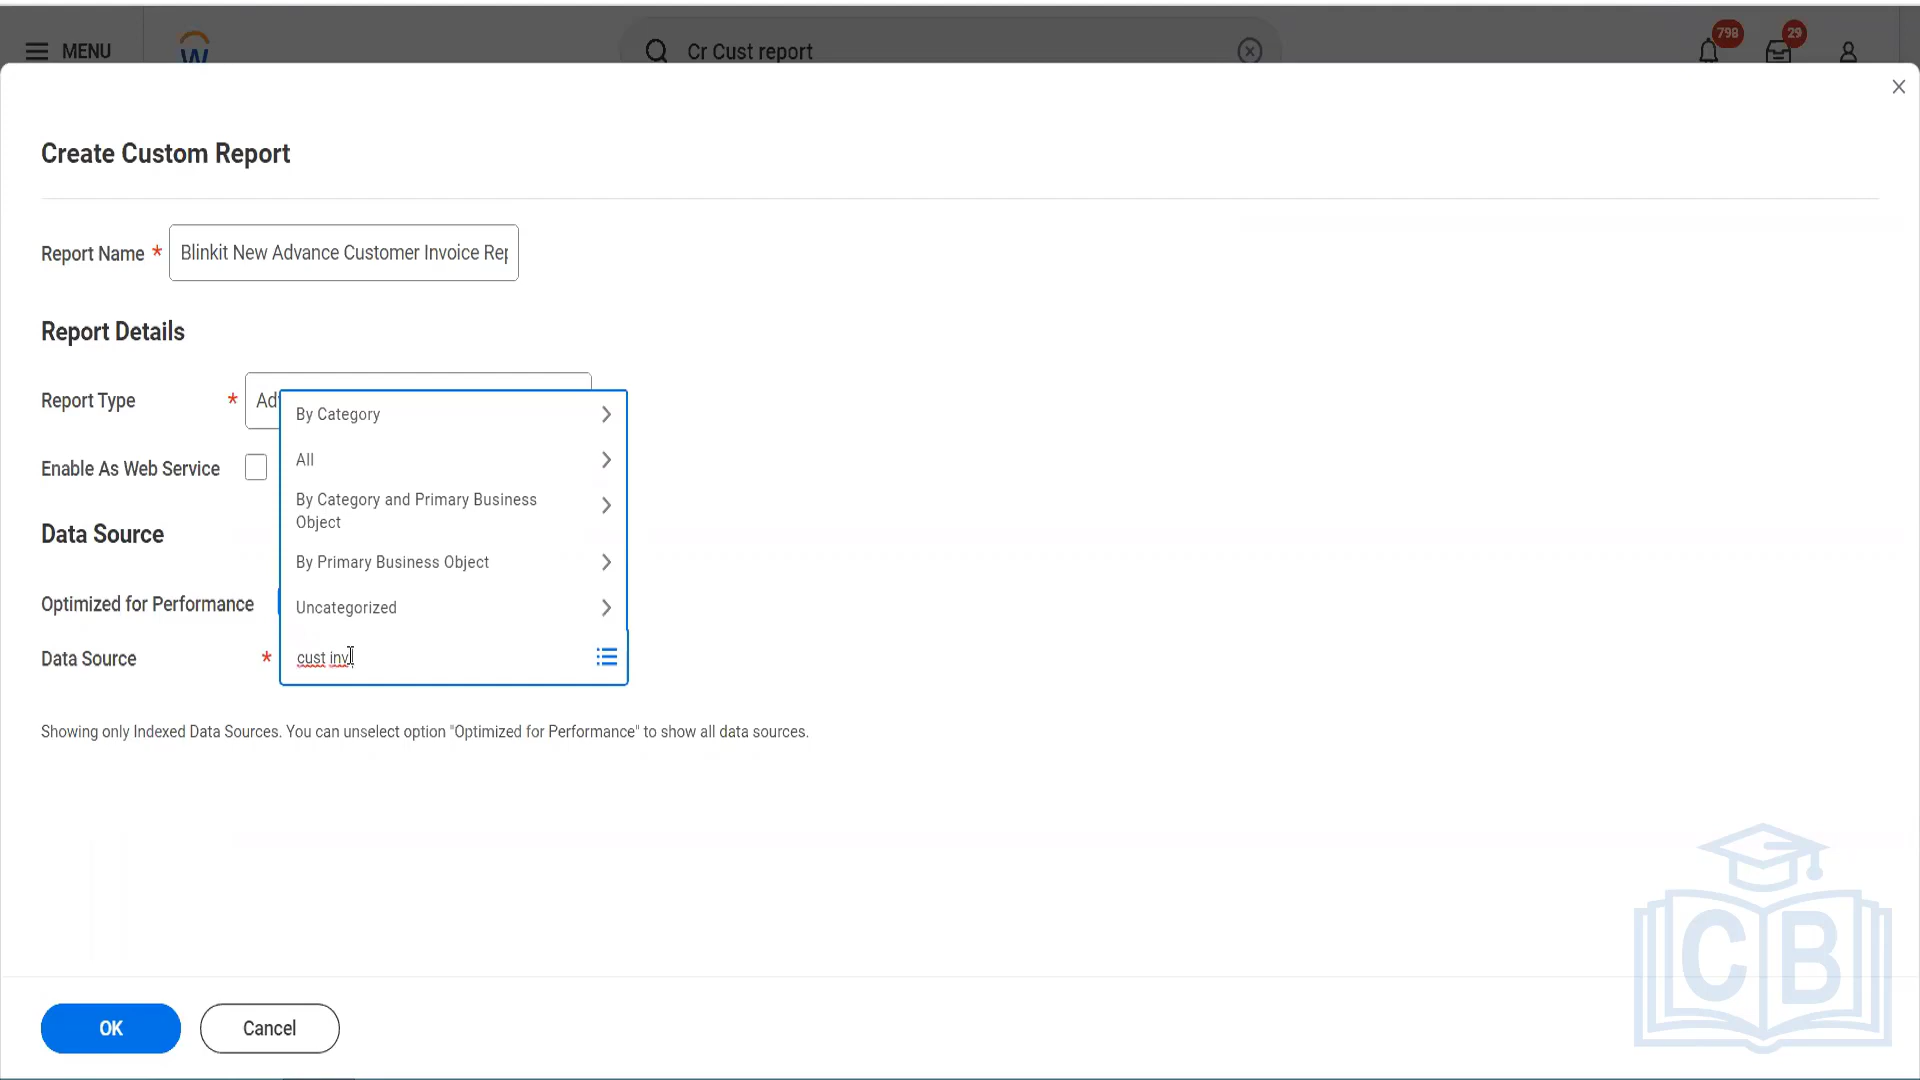 MENU
Cr Cust report
798
29
Create Custom Report
Report Name *
Blinkit New Advance Customer Invoice Rep
Report Details
Report Type *
Ad
By Category
All
Enable As Web Service
By Category and Primary Business
Object
Data Source
By Primary Business Object
Optimized for Performance
Uncategorized
Data Source *
cust inv
Showing only Indexed Data Sources. You can unselect option "Optimized for Performance" to show all data sources.
OK
Cancel
CB